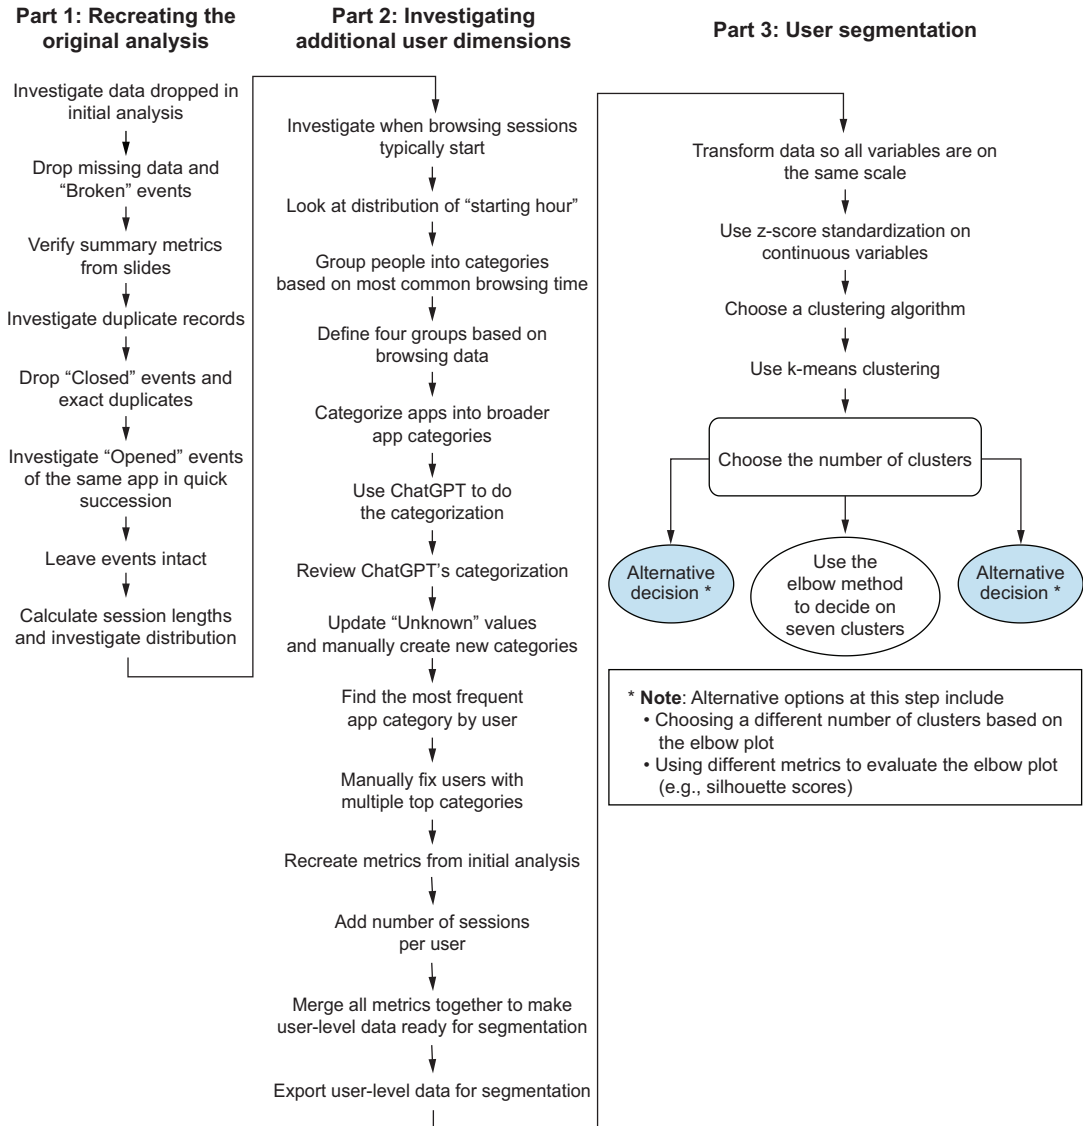 Part 1: Recreating the
original analysis
Investigate data dropped in
initial analysis
Drop missing data and
“Broken” events
Verify summary metrics
from slides
Investigate duplicate records
Drop “Closed” events and
exact duplicates
Investigate “Opened” events
of the same app in quick
succession
Leave events intact
Calculate session lengths
and investigate distribution
Part 2: Investigating
additional user dimensions
Investigate when browsing sessions
typically start
Look at distribution of “starting hour”
Group people into categories
based on most common browsing time
Define four groups based on
browsing data
Categorize apps into broader
app categories
Use ChatGPT to do
the categorization
Review ChatGPT’s categorization
Update “Unknown” values
and manually create new categories
Find the most frequent
app category by user
Manually fix users with
multiple top categories
Recreate metrics from initial analysis
Add number of sessions
per user
Merge all metrics together to make
user-level data ready for segmentation
Export user-level data for segmentation
Part 3: User segmentation
Transform data so all variables are on
the same scale
Use z-score standardization on
continuous variables
Choose a clustering algorithm
Use k-means clustering
Choose the number of clusters
Alternative
decision *
Use the
elbow method
to decide on
seven clusters
Alternative
decision *
* Note: Alternative options at this step include
• Choosing a different number of clusters based on
the elbow plot
• Using different metrics to evaluate the elbow plot
(e.g., silhouette scores)